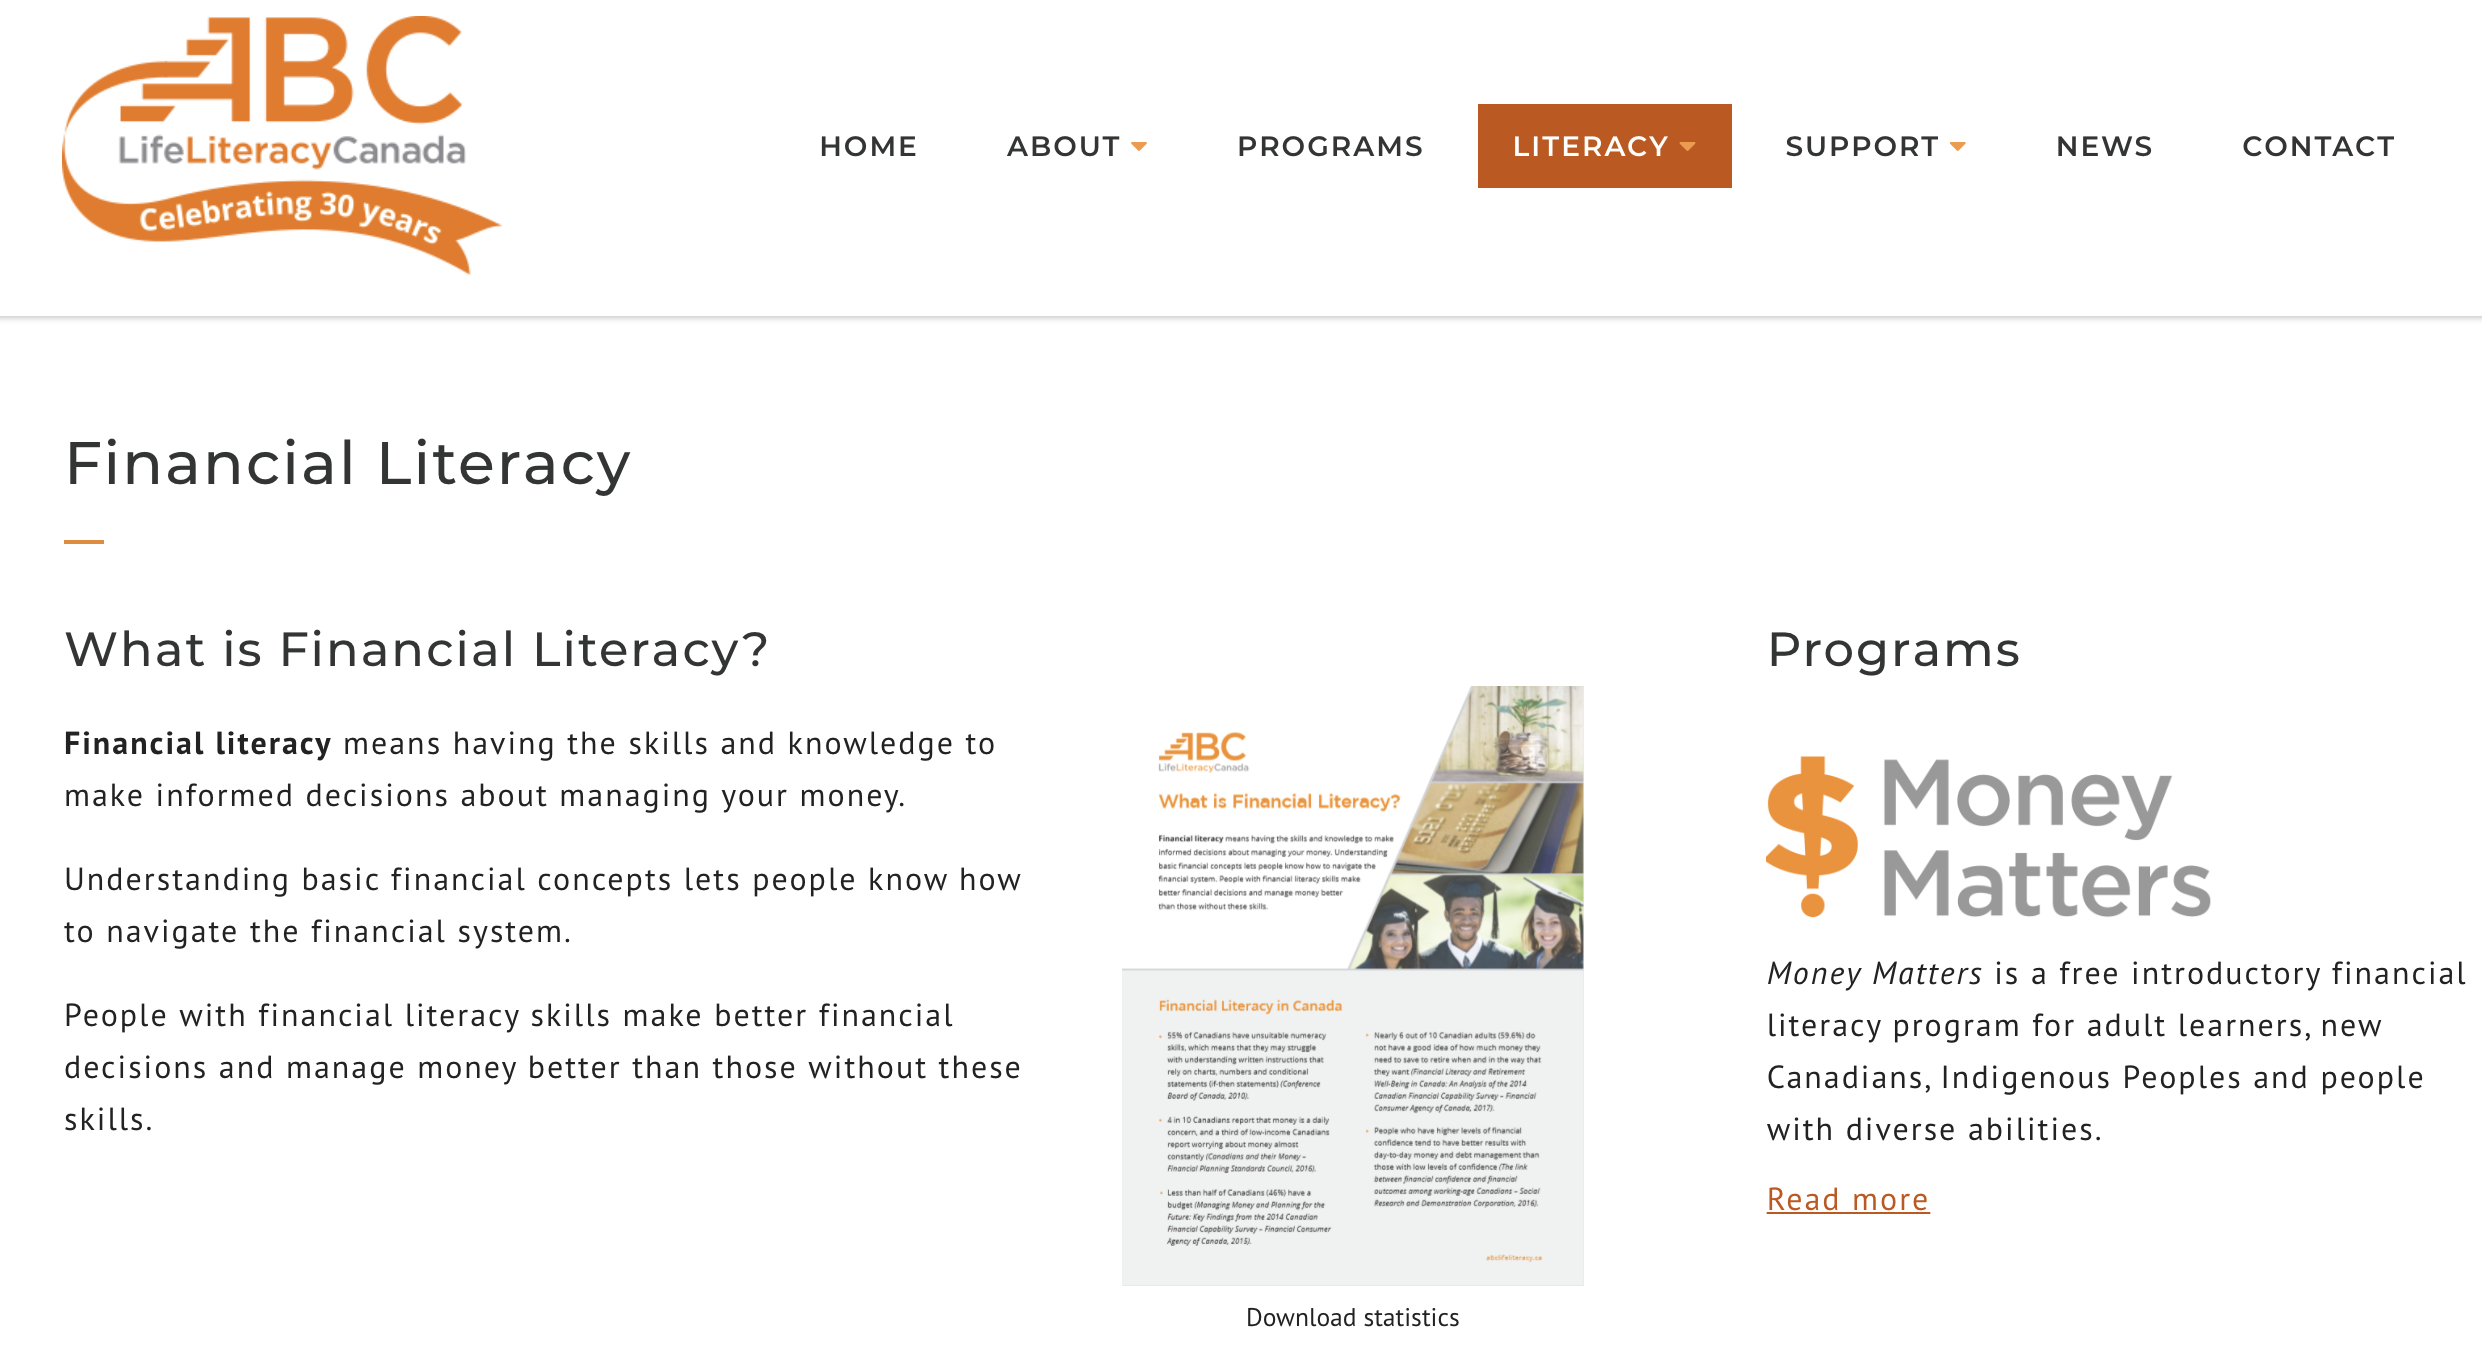 ABC
LifeLiteracyCanada
Celebrating 30 years
HOME
ABOUT
PROGRAMS
LITERACY
SUPPORT
NEWS
CONTACT
Financial Literacy
What is Financial Literacy?
Financial literacy means having the skills and knowledge to
make informed decisions about managing your money.
Understanding basic financial concepts lets people know how
to navigate the financial system.
People with financial literacy skills make better financial
decisions and manage money better than those without these
skills.
ABC
LifeLiteracyCanada
What is Financial Literacy?
Financial literacy means having the skills and knowledge to make
informed decisions about managing your money. Understanding
basic financial concepts lets people know how to navigate the
financial system. People with financial literacy skills make
better financial decisions and manage money better
than those without these skills.
Financial Literacy in Canada
• 55% of Canadians have unsuitable numeracy
skills, which means that they may struggle
with understanding written instructions that
rely on charts, numbers and conditional
statements (if-then statements) (Conference
Board of Canada, 2010).
• 4 in 10 Canadians report that money is a daily
concern, and a third of low-income Canadians
report worrying about money almost
constantly (Canadians and their Money –
Financial Planning Standards Council, 2016).
• Less than half of Canadians (46%) have a
budget (Managing Money and Planning for the
Future: Key Findings from the 2014 Canadian
Financial Capability Survey – Financial Consumer
Agency of Canada, 2015).
• Nearly 6 out of 10 Canadian adults (59.6%) do
not have a good idea of how much money they
need to save to retire when and in the way that
they want (Financial Literacy and Retirement
Well-Being in Canada: An Analysis of the 2014
Canadian Financial Capability Survey – Financial
Consumer Agency of Canada, 2017).
• People who have higher levels of financial
confidence tend to have better results with
day-to-day money and debt management than
those with low levels of confidence (The link
between financial confidence and financial
outcomes among working-age Canadians – Social
Research and Demonstration Corporation, 2016).
abclifeliteracy.ca
Download statistics
Programs
$ Money
Matters
Money Matters is a free introductory financial
literacy program for adult learners, new
Canadians, Indigenous Peoples and people
with diverse abilities.
Read more